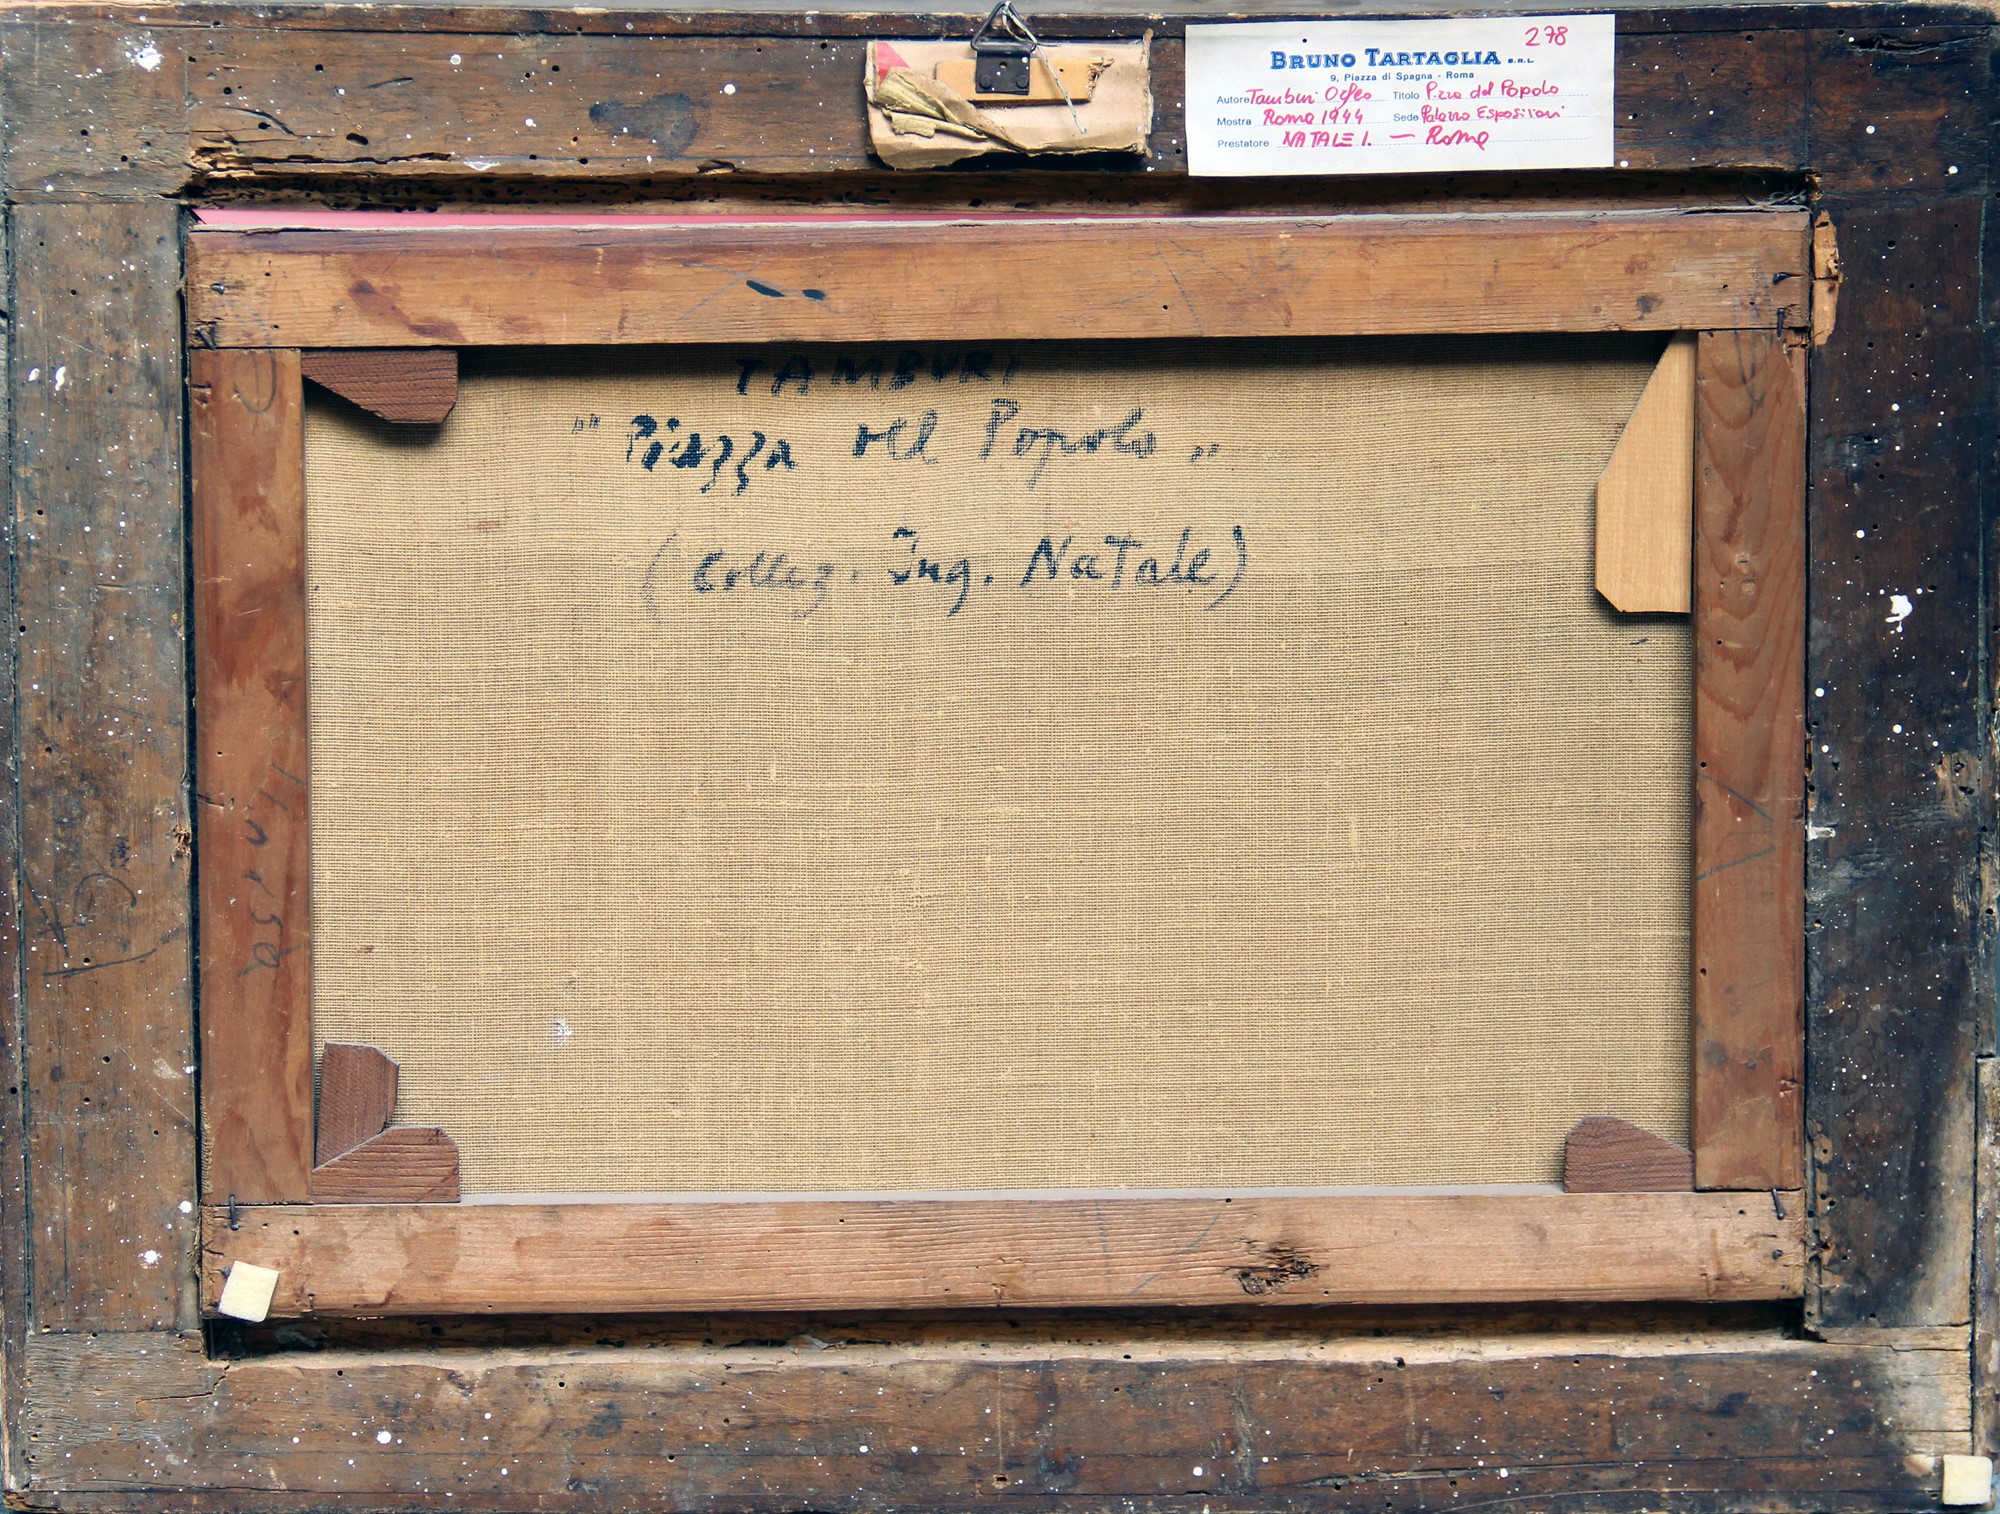 278
BRUNO TARTAGLIA S.R.L.
9, Piazza di Spagna - Roma
Autore Tamburi Orfeo Titolo P.zza del Popolo
Mostra Roma 1944 Sede Palazzo Esposizioni
Prestatore NATALE I. — Roma
TAMBURI
"Piazza del Popolo"
(Collez. Ing. Natale)